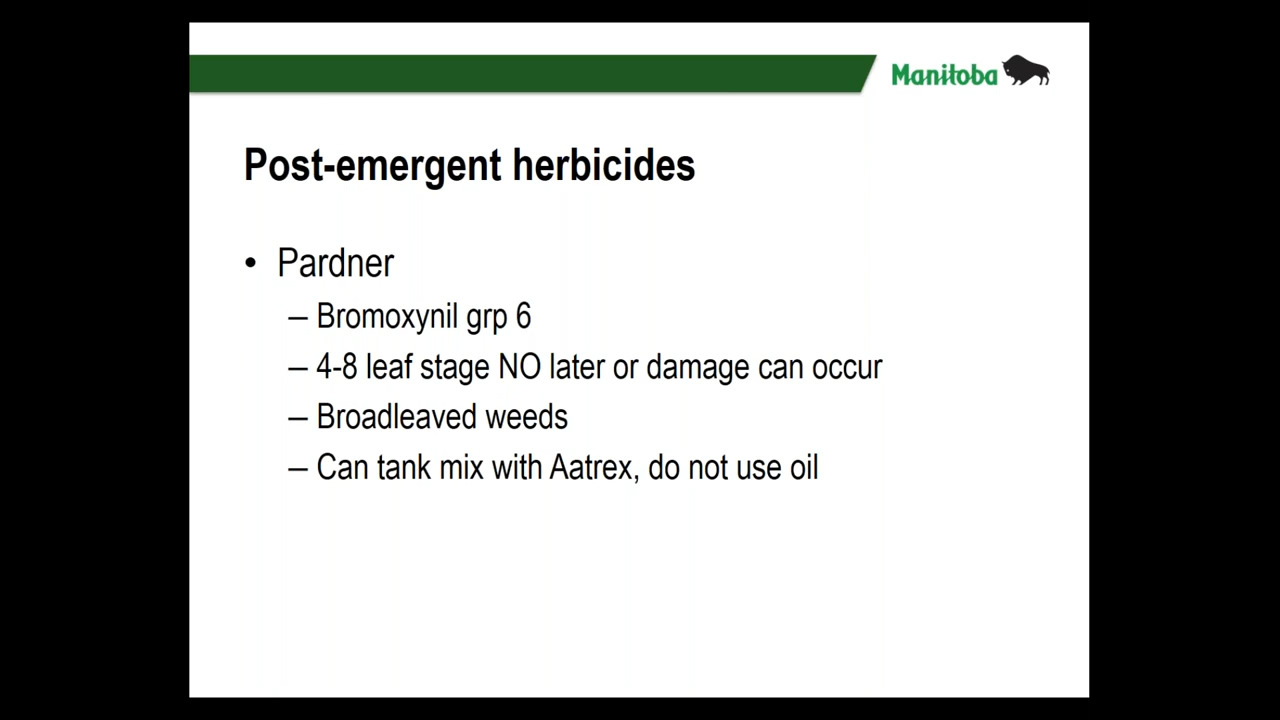 Manitoba
Post-emergent herbicides
• Pardner
– Bromoxynil grp 6
– 4-8 leaf stage NO later or damage can occur
– Broadleaved weeds
– Can tank mix with Aatrex, do not use oil